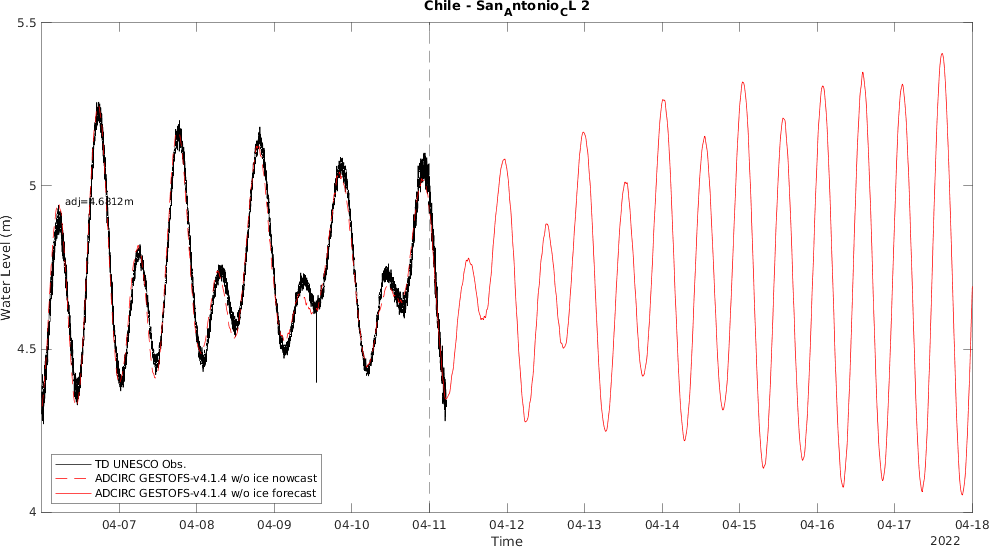 Chile - SanAntonioCL 2
5.5
5
4.5
4
Water Level (m)
adj=4.6812m
TD UNESCO Obs.
ADCIRC GESTOFS-v4.1.4 w/o ice nowcast
ADCIRC GESTOFS-v4.1.4 w/o ice forecast
04-07 04-08 04-09 04-10 04-11 04-12 04-13 04-14 04-15 04-16 04-17 04-18
Time
2022